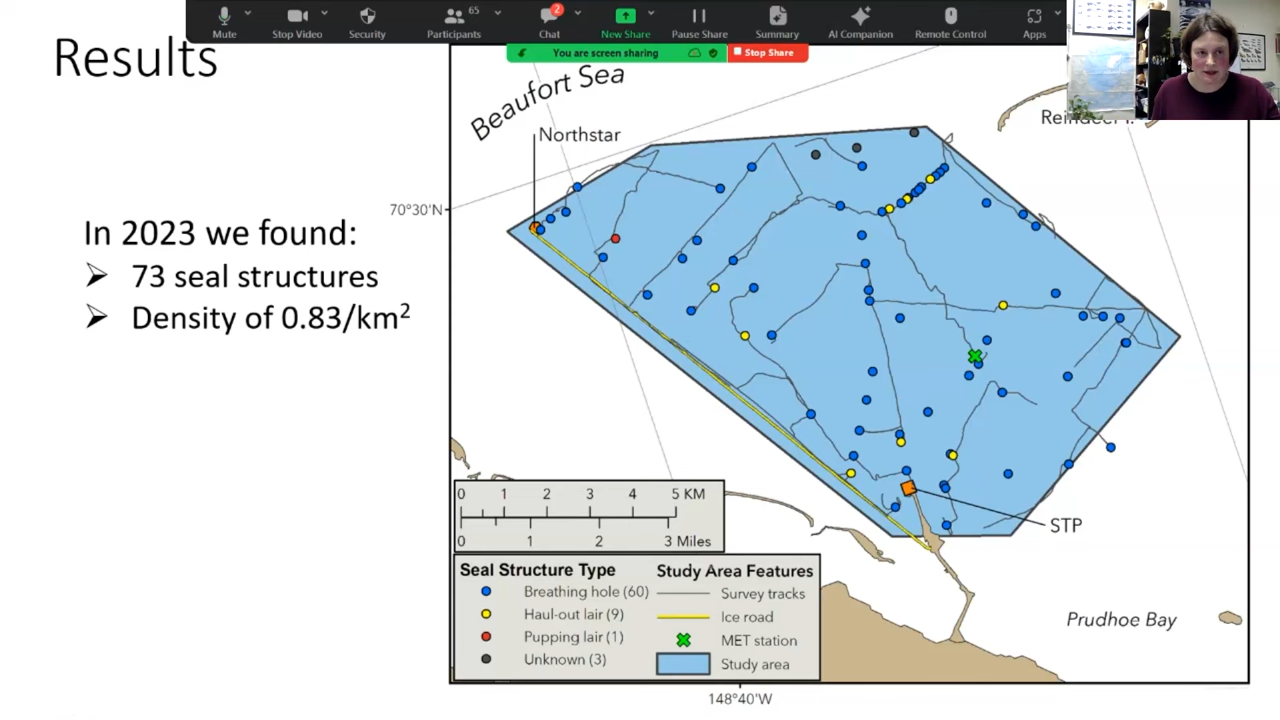 Mute
Stop Video
Security
Participants
65
Chat
2
New Share
Pause Share
Summary
AI Companion
Remote Control
Apps
You are screen sharing
Stop Share
Results
In 2023 we found:
➢ 73 seal structures
➢ Density of 0.83/km²
Beaufort Sea
Northstar
70°30'N
STP
Prudhoe Bay
0 1 2 3 4 5 KM
0 1 2 3 Miles
Seal Structure Type
Breathing hole (60)
Haul-out lair (9)
Pupping lair (1)
Unknown (3)
Study Area Features
Survey tracks
Ice road
MET station
Study area
148°40'W